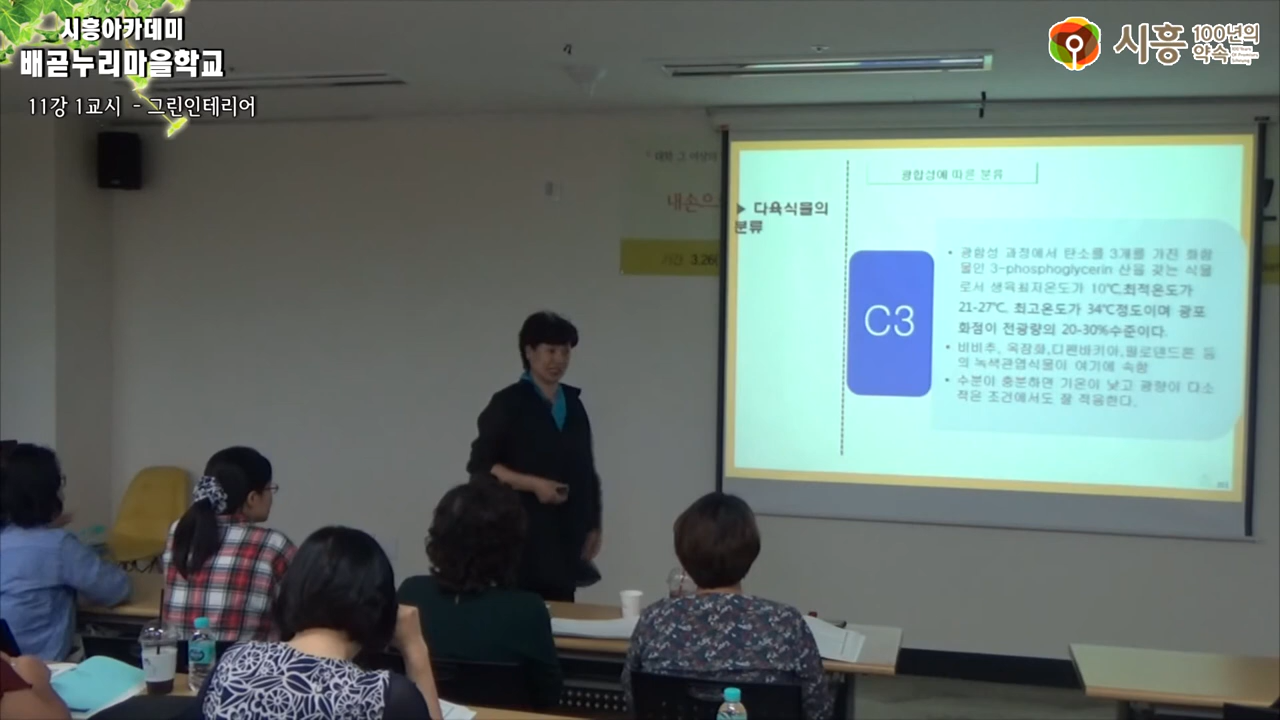 시흥아카데미
배곧누리마을학교
11강 1교시 - 그린인테리어
시흥 100년의
약속
내손으
기간 3.26
광합성에 따른 분류
▶ 다육식물의
분류
C3
• 광합성 과정에서 탄소를 3개를 가진 화합
물인 3-phosphoglycerin 산을 갖는 식물
로서 생육최저온도가 10℃,최적온도가
21-27℃, 최고온도가 34℃정도이며 광포
화점이 전광량의 20-30%수준이다.
• 비비추, 옥잠화,디펜바키아,필로덴드론 등
의 녹색관엽식물이 여기에 속함
• 수분이 충분하면 기온이 낮고 광량이 다소
적은 조건에서도 잘 적응한다.